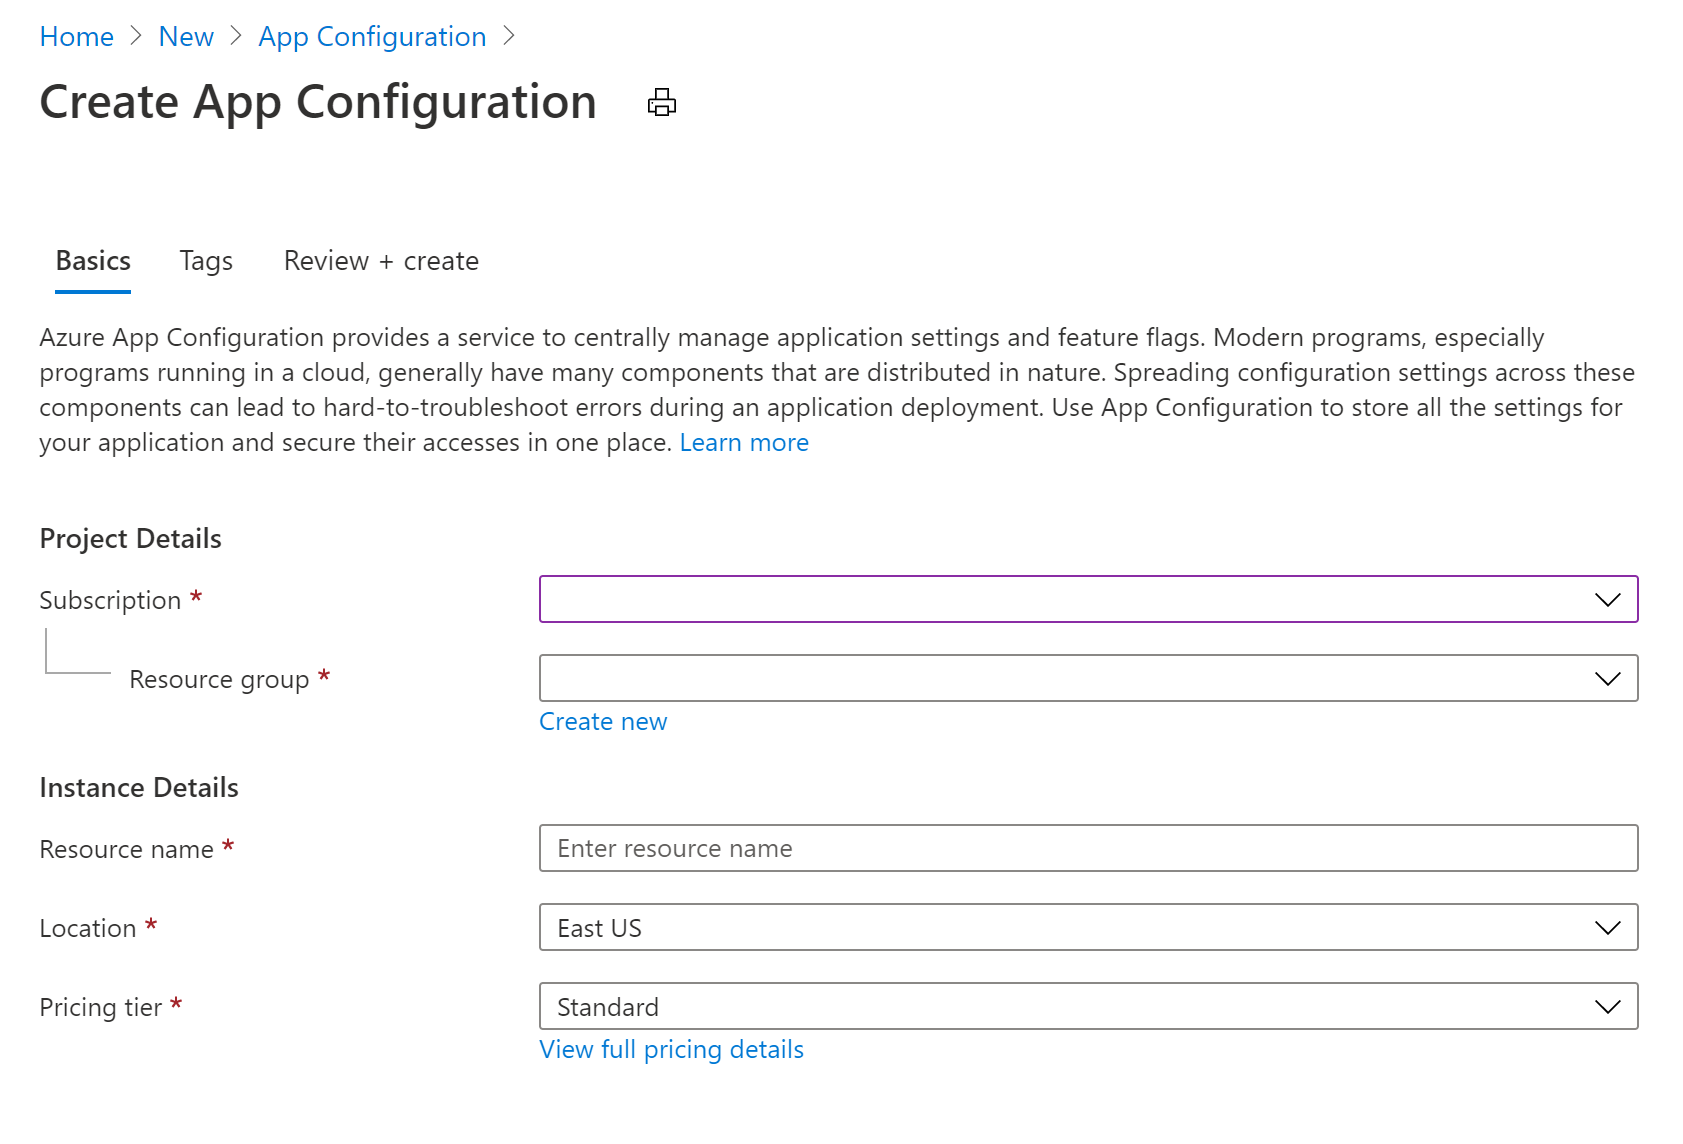 Home > New > App Configuration >
Create App Configuration
Basics Tags Review + create
Azure App Configuration provides a service to centrally manage application settings and feature flags. Modern programs, especially
programs running in a cloud, generally have many components that are distributed in nature. Spreading configuration settings across these
components can lead to hard-to-troubleshoot errors during an application deployment. Use App Configuration to store all the settings for
your application and secure their accesses in one place. Learn more
Project Details
Subscription *
Resource group *
Create new
Instance Details
Resource name * Enter resource name
Location * East US
Pricing tier * Standard
View full pricing details